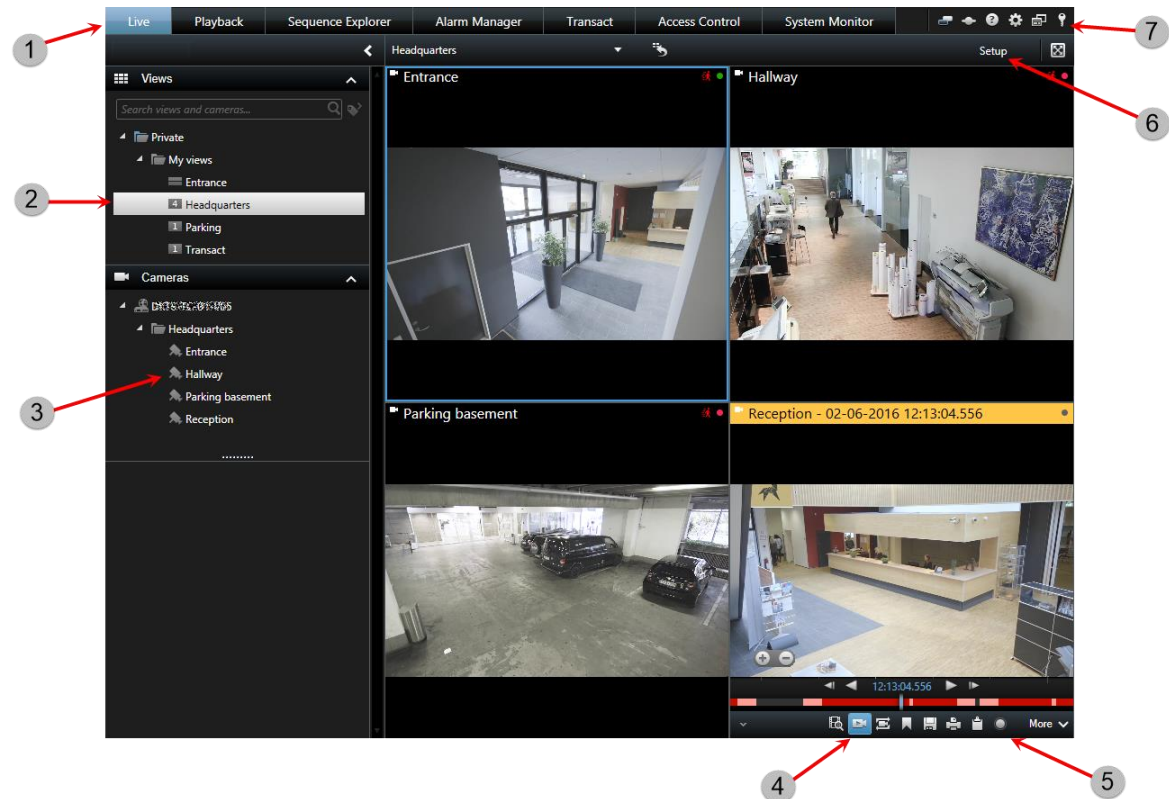 Live Playback Sequence Explorer Alarm Manager Transact Access Control System Monitor
1
7
Headquarters
Setup
Views
Search views and cameras...
Private
My views
Entrance
Headquarters
Parking
Transact
4
1
1
2
Cameras
Headquarters
Entrance
Hallway
Parking basement
Reception
3
Entrance
Hallway
6
Parking basement
Reception - 02-06-2016 12:13:04.556
12:13:04.556
More
4
5